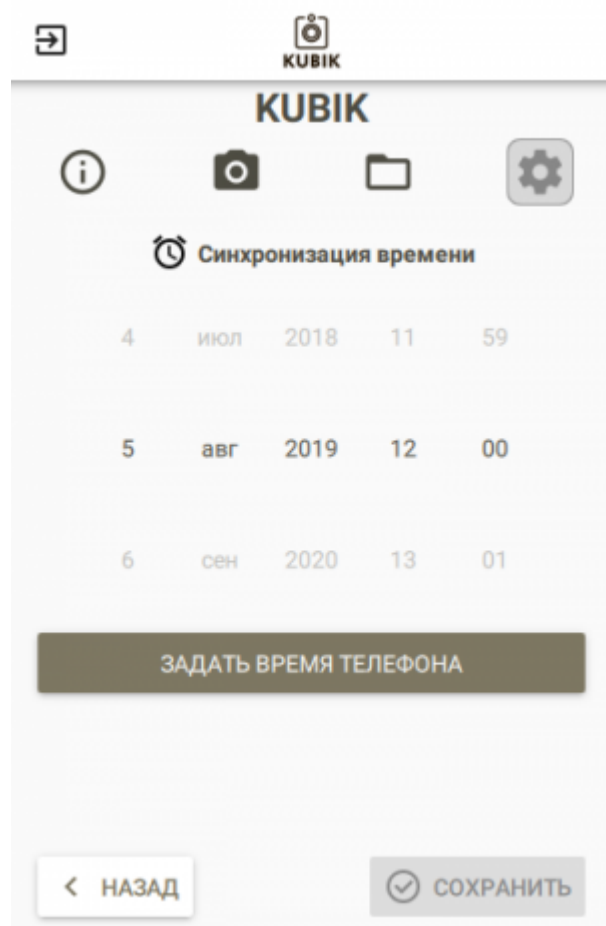 KUBIK
KUBIK
Синхронизация времени
4 июл 2018 11 59
5 авг 2019 12 00
6 сен 2020 13 01
ЗАДАТЬ ВРЕМЯ ТЕЛЕФОНА
НАЗАД СОХРАНИТЬ